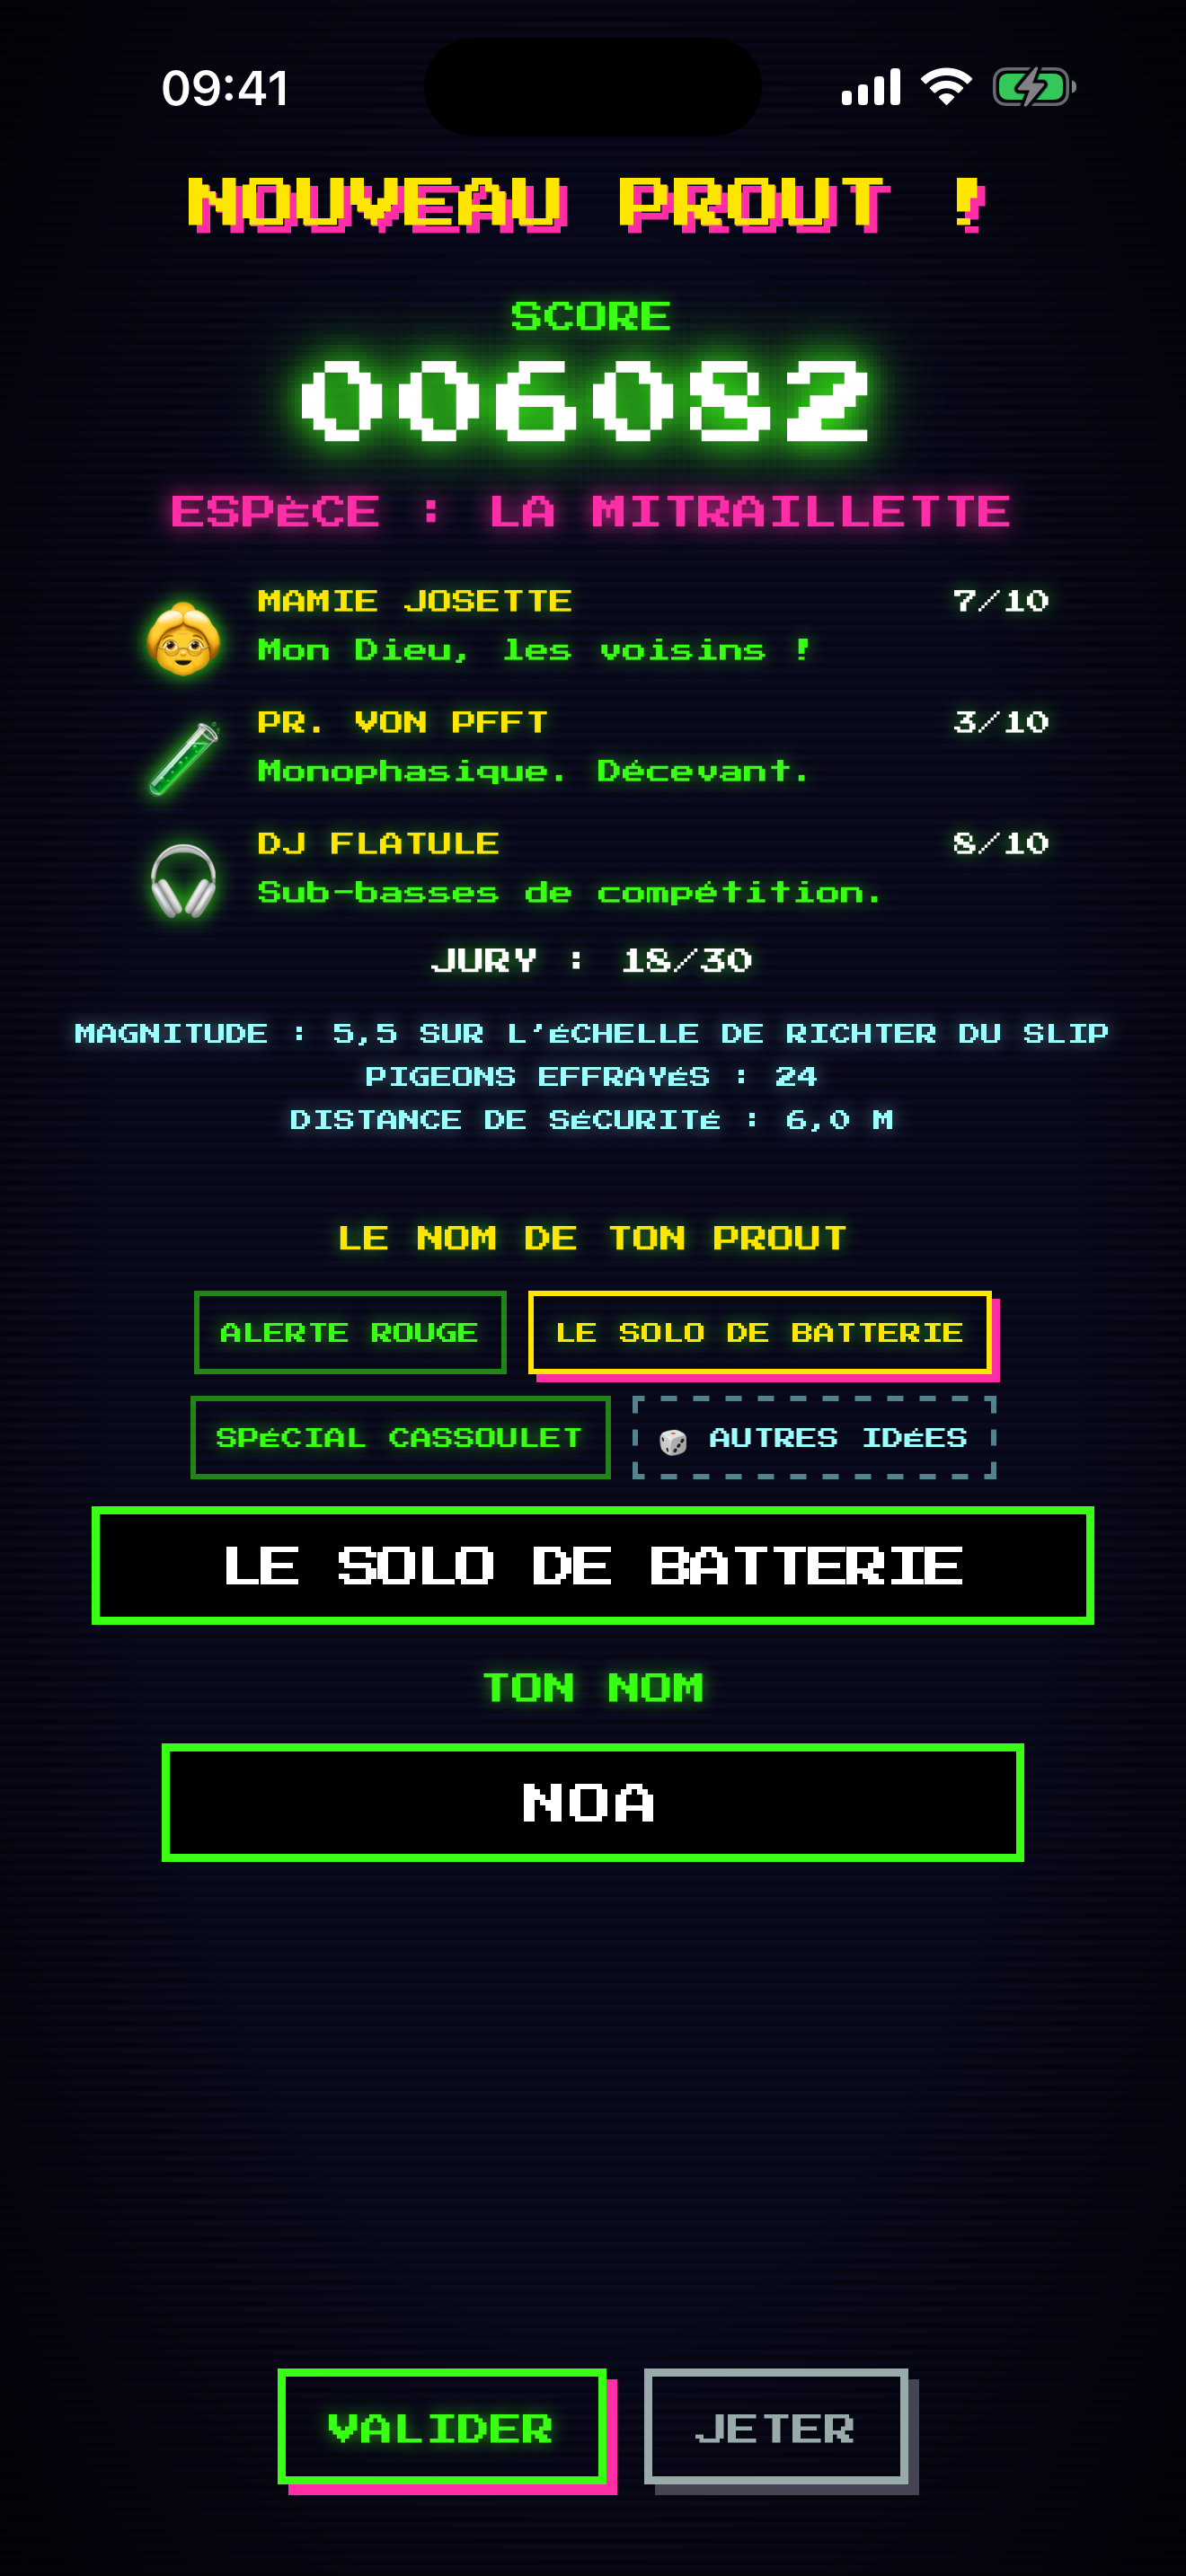 09:41
NOUVEAU PROUT !
SCORE
006082
ESPÈCE : LA MITRAILLETTE
MAMIE JOSETTE 7/10
Mon Dieu, les voisins !
PR. VON PFFT 3/10
Monophasique. Décevant.
DJ FLATULE 8/10
Sub-basses de compétition.
JURY : 18/30
MAGNITUDE : 5,5 SUR L'ÉCHELLE DE RICHTER DU SLIP
PIGEONS EFFRAYÉS : 24
DISTANCE DE SÉCURITÉ : 6,0 M
LE NOM DE TON PROUT
ALERTE ROUGE LE SOLO DE BATTERIE
SPÉCIAL CASSOULET AUTRES IDÉES
LE SOLO DE BATTERIE
TON NOM
NOA
VALIDER JETER